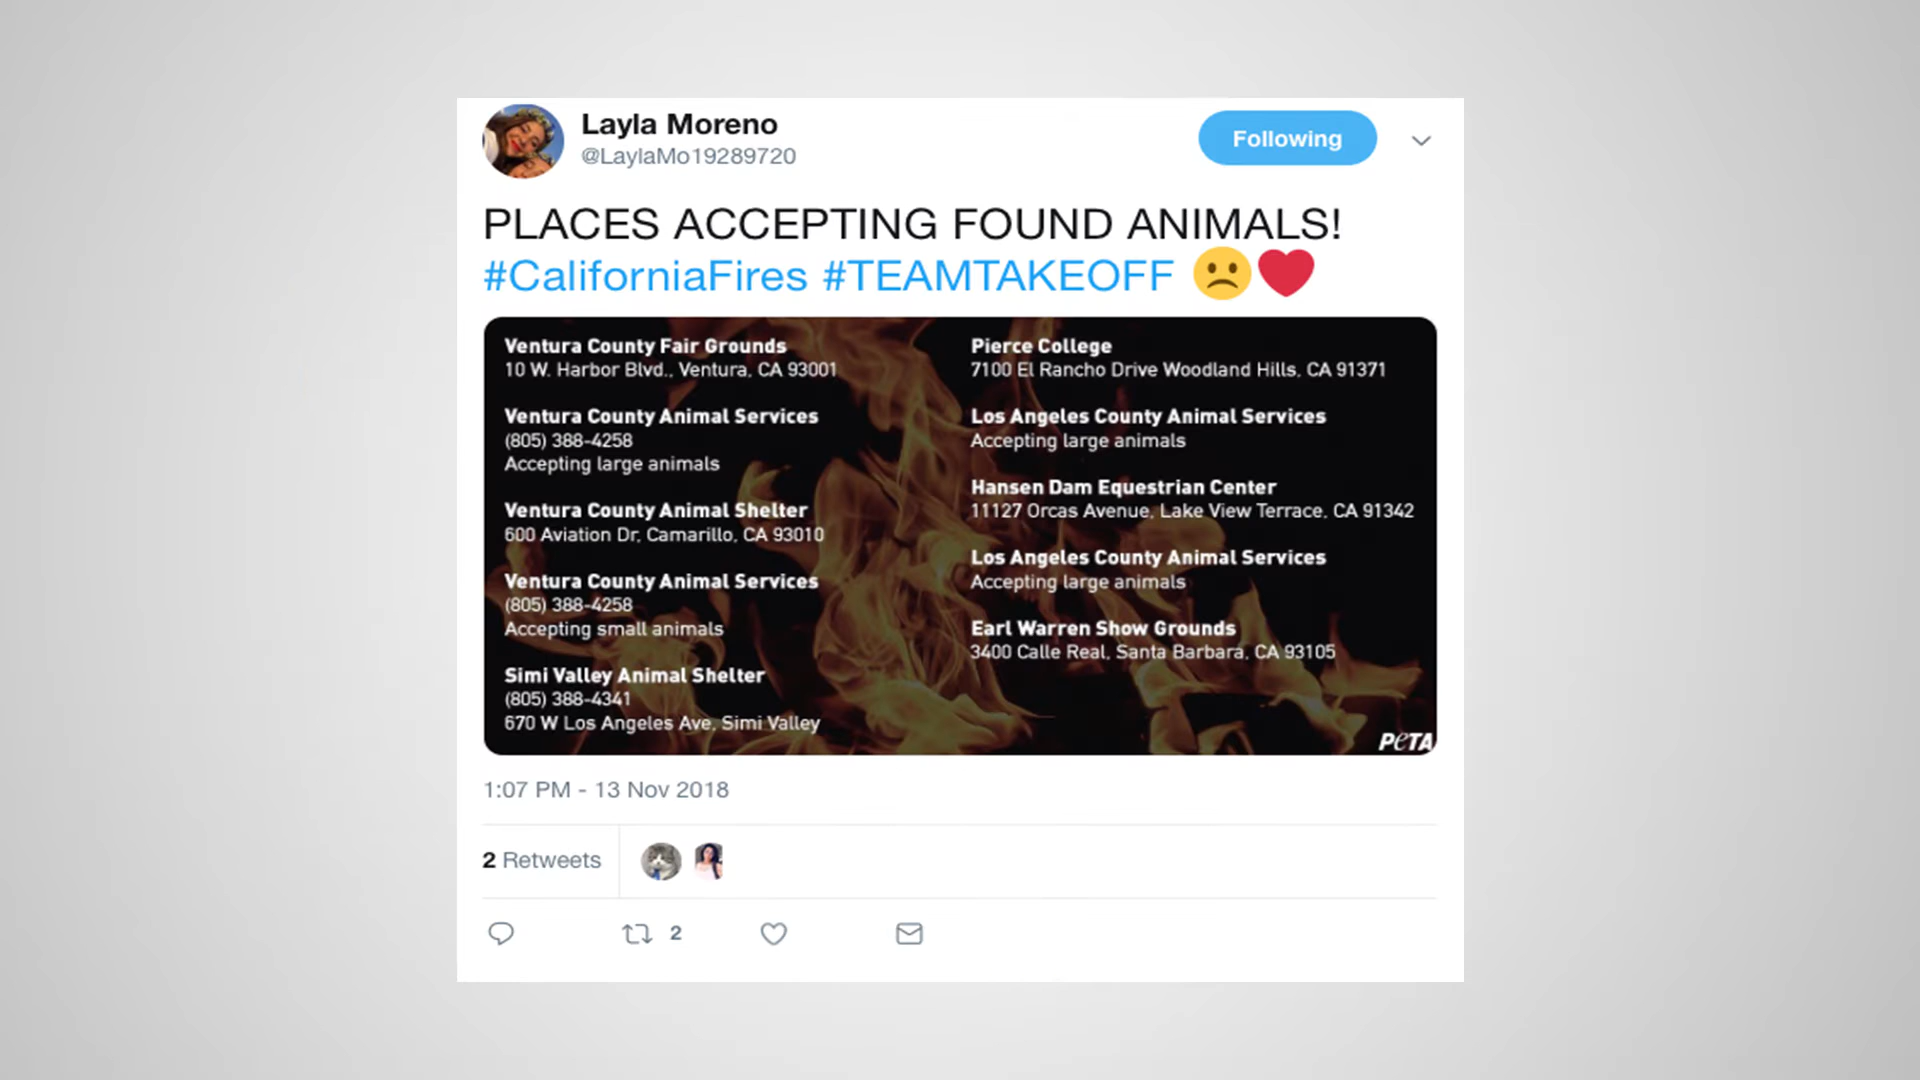 Layla Moreno
@LaylaMo19289720
Following
PLACES ACCEPTING FOUND ANIMALS!
#CaliforniaFires #TEAMTAKEOFF 🙁❤️
Ventura County Fair Grounds
10 W. Harbor Blvd., Ventura, CA 93001
Ventura County Animal Services
(805) 388-4258
Accepting large animals
Ventura County Animal Shelter
600 Aviation Dr, Camarillo, CA 93010
Ventura County Animal Services
(805) 388-4258
Accepting small animals
Simi Valley Animal Shelter
(805) 388-4341
670 W Los Angeles Ave, Simi Valley
Pierce College
7100 El Rancho Drive Woodland Hills, CA 91371
Los Angeles County Animal Services
Accepting large animals
Hansen Dam Equestrian Center
11127 Orcas Avenue, Lake View Terrace, CA 91342
Los Angeles County Animal Services
Accepting large animals
Earl Warren Show Grounds
3400 Calle Real, Santa Barbara, CA 93105
PeTA
1:07 PM - 13 Nov 2018
2 Retweets
2